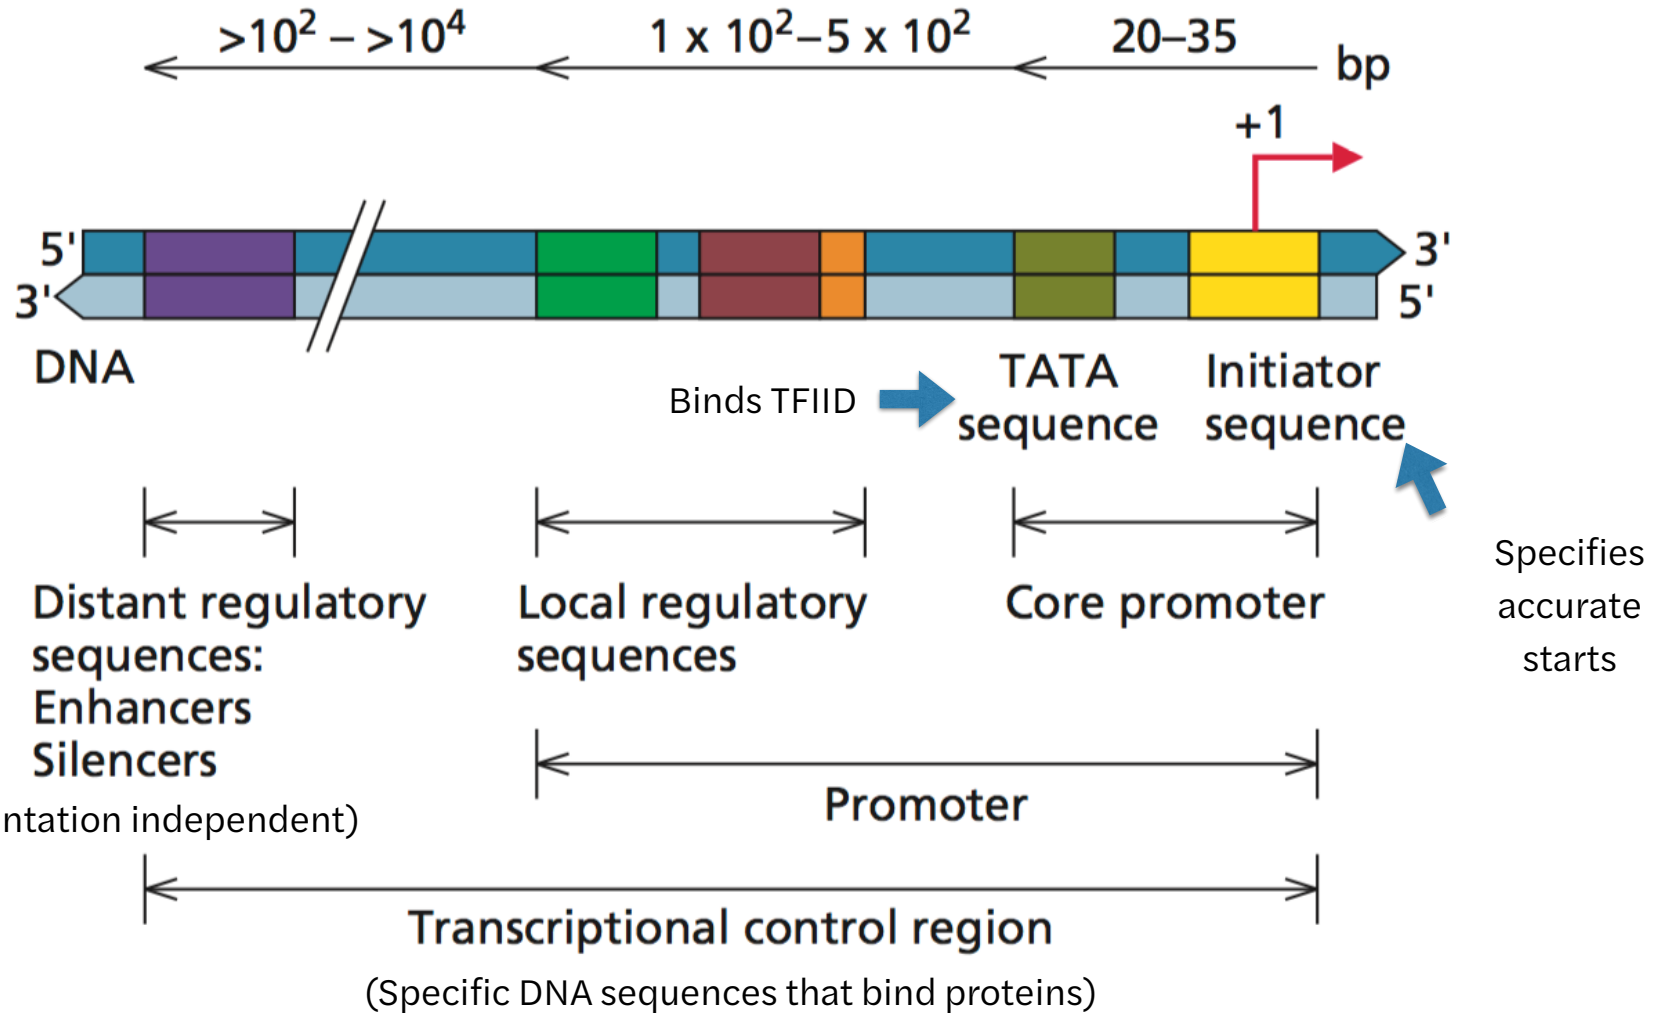 >10² – >10⁴
1 x 10²–5 x 10²
20–35
bp
+1
5'
3'
3'
5'
DNA
Binds TFIID
TATA
sequence
Initiator
sequence
Specifies
accurate
starts
Distant regulatory
sequences:
Enhancers
Silencers
ntation independent)
Local regulatory
sequences
Core promoter
Promoter
Transcriptional control region
(Specific DNA sequences that bind proteins)